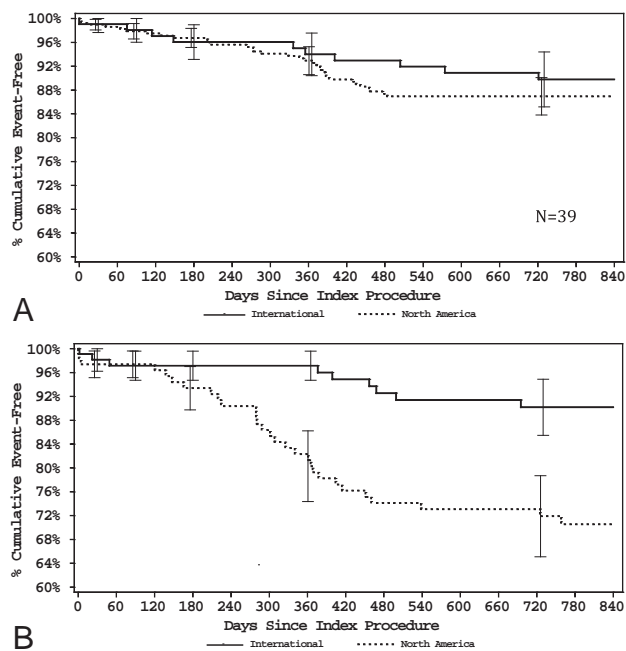 % Cumulative Event-Free
100%
96%
92%
88%
84%
80%
76%
72%
68%
64%
60%
N=39
0 60 120 180 240 300 360 420 480 540 600 660 720 780 840
Days Since Index Procedure
A
International North America
% Cumulative Event-Free
100%
96%
92%
88%
84%
80%
76%
72%
68%
64%
60%
0 60 120 180 240 300 360 420 480 540 600 660 720 780 840
Days Since Index Procedure
B
International North America